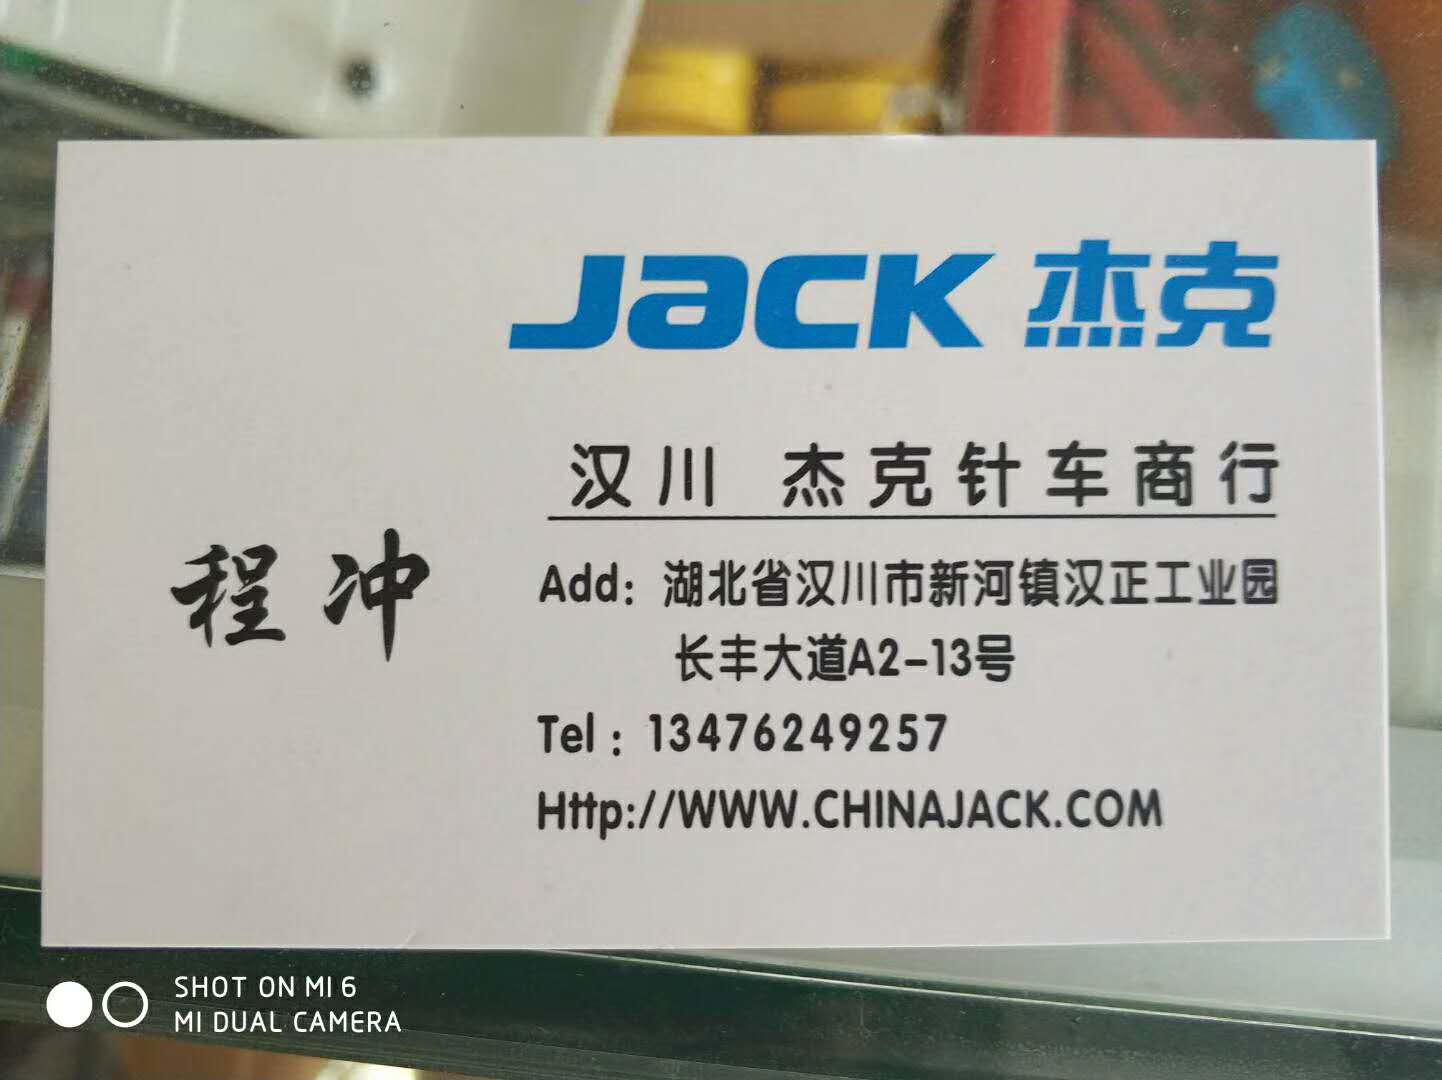 JACK 杰克
汉川 杰克针车商行
程冲
Add: 湖北省汉川市新河镇汉正工业园
长丰大道A2-13号
Tel : 13476249257
Http://WWW.CHINAJACK.COM
SHOT ON MI 6
MI DUAL CAMERA